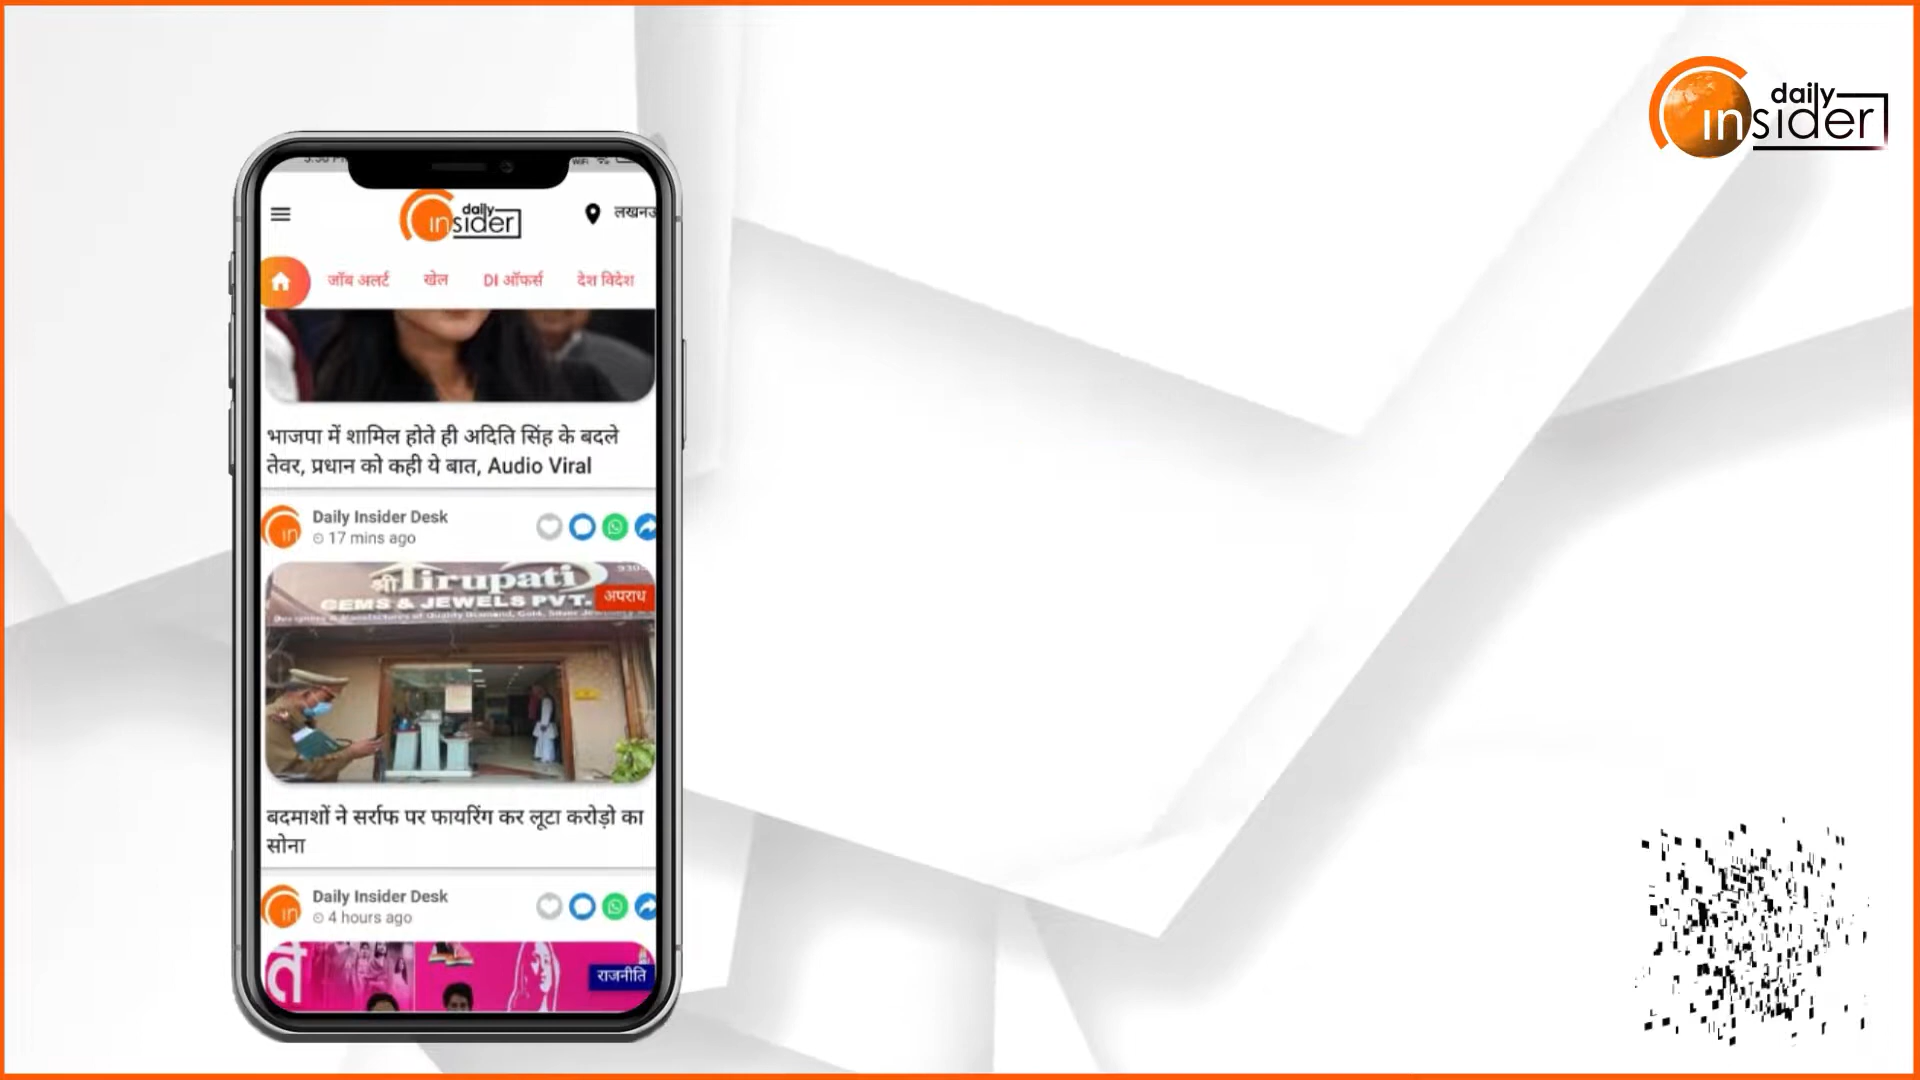 daily
insider
daily
insider
जॉब अलर्ट
खेल
DI ऑफर्स
देश विदेश
भाजपा में शामिल होते ही अदिति सिंह के बदले
तेवर, प्रधान को कही ये बात, Audio Viral
in
Daily Insider Desk
17 mins ago
श्री Tirupati
GEMS & JEWELS PVT.
अपराध
बदमाशों ने सर्राफ पर फायरिंग कर लूटा करोड़ो का
सोना
in
Daily Insider Desk
4 hours ago
राजनीति